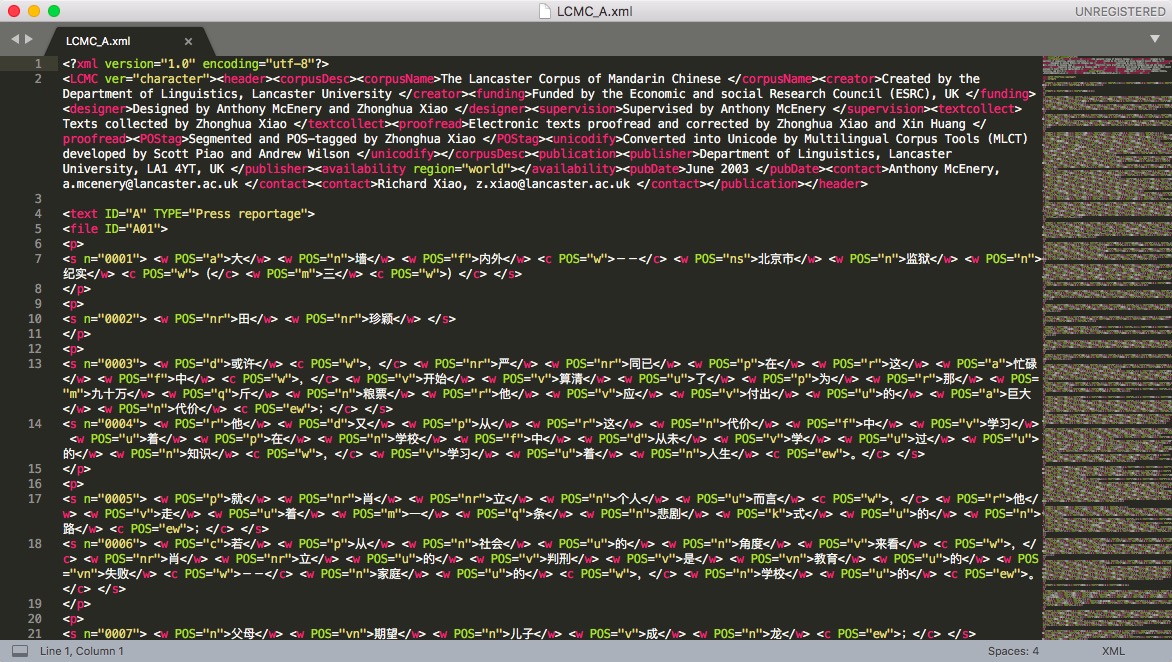 LCMC_A.xml
UNREGISTERED
LCMC_A.xml ×
1 <?xml version="1.0" encoding="utf-8"?>
2 <LCMC ver="character"><header><corpusDesc><corpusName>The Lancaster Corpus of Mandarin Chinese </corpusName><creator>Created by the
Department of Linguistics, Lancaster University </creator><funding>Funded by the Economic and social Research Council (ESRC), UK </funding>
<designer>Designed by Anthony McEnery and Zhonghua Xiao </designer><supervision>Supervised by Anthony McEnery </supervision><textcollect>
Texts collected by Zhonghua Xiao </textcollect><proofread>Electronic texts proofread and corrected by Zhonghua Xiao and Xin Huang </
proofread><POStag>Segmented and POS-tagged by Zhonghua Xiao </POStag><unicodify>Converted into Unicode by Multilingual Corpus Tools (MLCT)
developed by Scott Piao and Andrew Wilson </unicodify></corpusDesc><publication><publisher>Department of Linguistics, Lancaster
University, LA1 4YT, UK </publisher><availability region="world"></availability><pubDate>June 2003 </pubDate><contact>Anthony McEnery,
a.mcenery@lancaster.ac.uk </contact><contact>Richard Xiao, z.xiao@lancaster.ac.uk </contact></publication></header>
3
4 <text ID="A" TYPE="Press reportage">
5 <file ID="A01">
6 <p>
7 <s n="0001"> <w POS="a">大</w> <w POS="n">墙</w> <w POS="f">内外</w> <c POS="w">——</c> <w POS="ns">北京市</w> <w POS="n">监狱</w> <w POS="n">
纪实</w> <c POS="w">（</c> <w POS="m">三</w> <c POS="w">）</c> </s>
8 </p>
9 <p>
10 <s n="0002"> <w POS="nr">田</w> <w POS="nr">珍颖</w> </s>
11 </p>
12 <p>
13 <s n="0003"> <w POS="d">或许</w> <c POS="w">，</c> <w POS="nr">严</w> <w POS="nr">同已</w> <w POS="p">在</w> <w POS="r">这</w> <w POS="a">忙碌
</w> <w POS="f">中</w> <c POS="w">，</c> <w POS="v">开始</w> <w POS="v">算清</w> <w POS="u">了</w> <w POS="p">为</w> <w POS="r">那</w> <w POS=
"m">九十万</w> <w POS="q">斤</w> <w POS="n">粮票</w> <w POS="r">他</w> <w POS="v">应</w> <w POS="v">付出</w> <w POS="u">的</w> <w POS="a">巨大
</w> <w POS="n">代价</w> <c POS="ew">；</c> </s>
14 <s n="0004"> <w POS="r">他</w> <w POS="d">又</w> <w POS="p">从</w> <w POS="r">这</w> <w POS="n">代价</w> <w POS="f">中</w> <w POS="v">学习</w>
<w POS="u">着</w> <w POS="p">在</w> <w POS="n">学校</w> <w POS="f">中</w> <w POS="d">从来</w> <w POS="v">学</w> <w POS="u">过</w> <w POS="u">
的</w> <w POS="n">知识</w> <c POS="w">，</c> <w POS="v">学习</w> <w POS="u">着</w> <w POS="n">人生</w> <c POS="ew">。</c> </s>
15 </p>
16 <p>
17 <s n="0005"> <w POS="p">就</w> <w POS="nr">肖</w> <w POS="nr">立</w> <w POS="n">个人</w> <w POS="u">而言</w> <c POS="w">，</c> <w POS="r">他</
w> <w POS="v">走</w> <w POS="u">着</w> <w POS="m">一</w> <w POS="q">条</w> <w POS="n">悲剧</w> <w POS="k">式</w> <w POS="u">的</w> <w POS="n">
路</w> <c POS="ew">；</c> </s>
18 <s n="0006"> <w POS="c">若</w> <w POS="p">从</w> <w POS="n">社会</w> <w POS="u">的</w> <w POS="n">角度</w> <w POS="v">来看</w> <c POS="w">，</
c> <w POS="nr">肖</w> <w POS="nr">立</w> <w POS="u">的</w> <w POS="v">判刑</w> <w POS="v">是</w> <w POS="vn">教育</w> <w POS="u">的</w> <w POS
="vn">失败</w> <c POS="w">——</c> <w POS="n">家庭</w> <w POS="u">的</w> <c POS="w">，</c> <w POS="n">学校</w> <w POS="u">的</w> <c POS="ew">。
</c> </s>
19 </p>
20 <p>
21 <s n="0007"> <w POS="n">父母</w> <w POS="vn">期望</w> <w POS="n">儿子</w> <w POS="v">成</w> <w POS="n">龙</w> <c POS="ew">；</c> </s>
Line 1, Column 1
Spaces: 4
XML